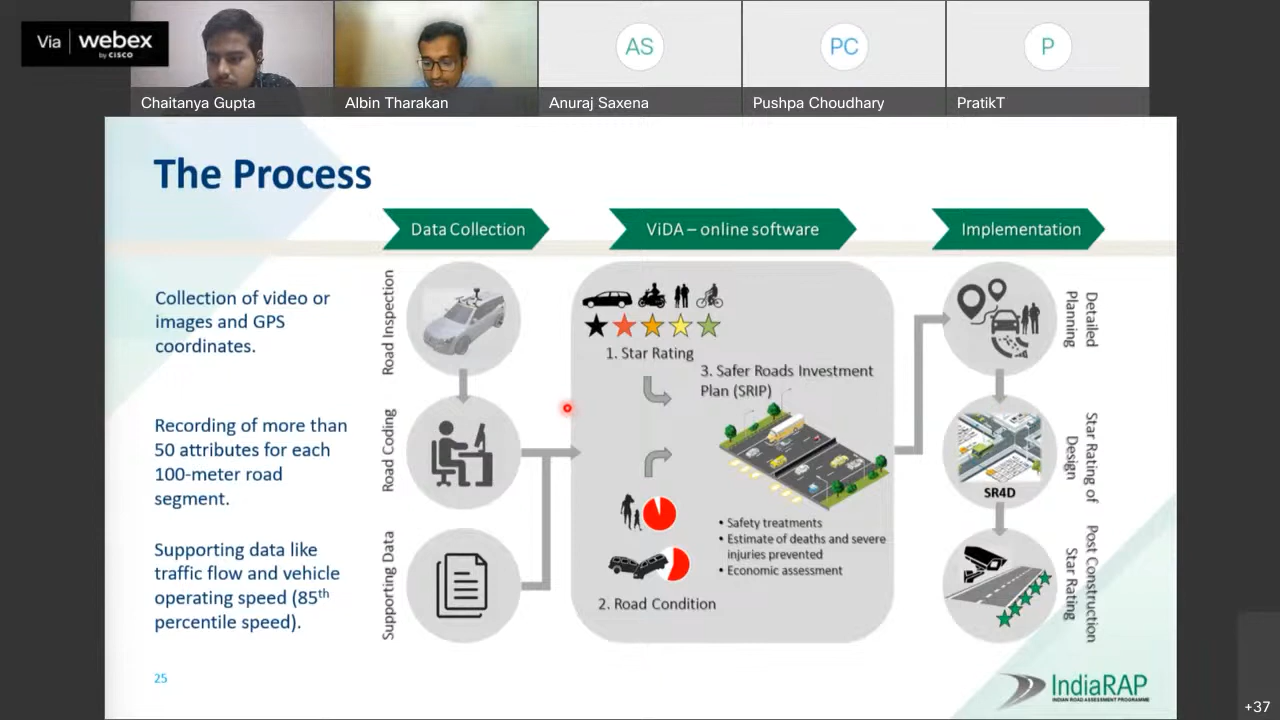 Via webex
by CISCO
AS
PC
P
Chaitanya Gupta
Albin Tharakan
Anuraj Saxena
Pushpa Choudhary
PratikT
The Process
Data Collection
ViDA – online software
Implementation
Collection of video or
images and GPS
coordinates.
Road Inspection
Recording of more than
50 attributes for each
100-meter road
segment.
Road Coding
Supporting data like
traffic flow and vehicle
operating speed (85th
percentile speed).
Supporting Data
1. Star Rating
3. Safer Roads Investment
Plan (SRIP)
• Safety treatments
• Estimate of deaths and severe
injuries prevented
• Economic assessment
2. Road Condition
Detailed
Planning
Star Rating of
Design
SR4D
Post Construction
Star Rating
25
IndiaRAP
INDIAN ROAD ASSESSMENT PROGRAMME
+37